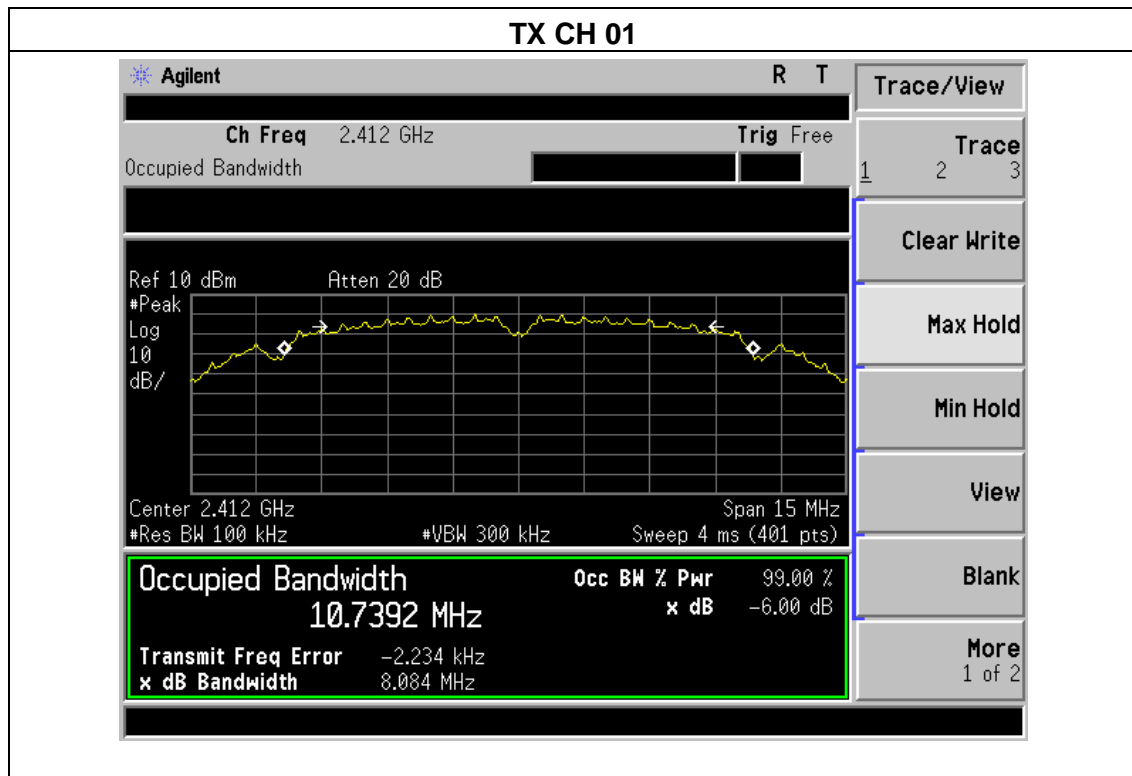 TX CH 01
Agilent R T
Trace/View
Ch Freq 2.412 GHz Trig Free
Occupied Bandwidth
Trace
1 2 3
Clear Write
Ref 10 dBm Atten 20 dB
#Peak
Log
10
dB/
Max Hold
Min Hold
Center 2.412 GHz Span 15 MHz
#Res BW 100 kHz #VBW 300 kHz Sweep 4 ms (401 pts)
View
Occupied Bandwidth Occ BW % Pwr 99.00 %
10.7392 MHz x dB -6.00 dB
Transmit Freq Error -2.234 kHz
x dB Bandwidth 8.084 MHz
Blank
More
1 of 2